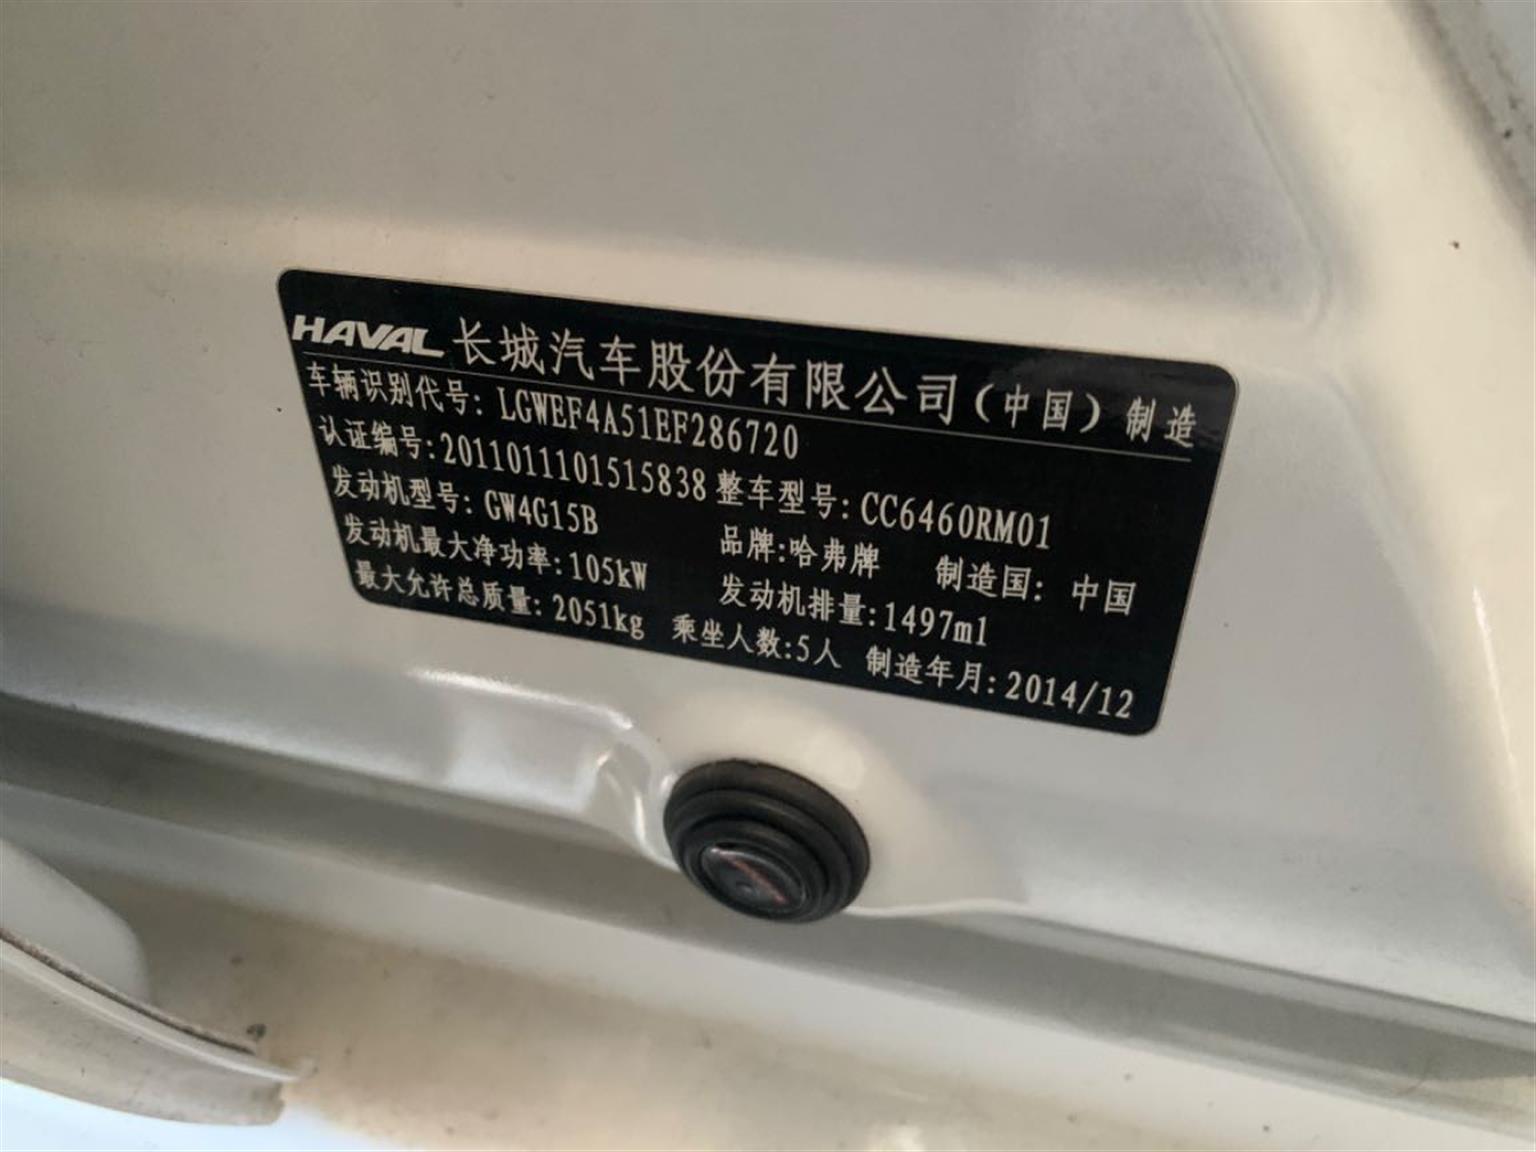 HAVAL 长城汽车股份有限公司（中国）制造
车辆识别代号: LGWEF4A51EF286720
认证编号:2011011101515838 整车型号: CC6460RM01
发动机型号: GW4G15B 品牌:哈弗牌 制造国: 中国
发动机最大净功率:105kW 发动机排量:1497ml
最大允许总质量: 2051kg 乘坐人数:5人 制造年月:2014/12